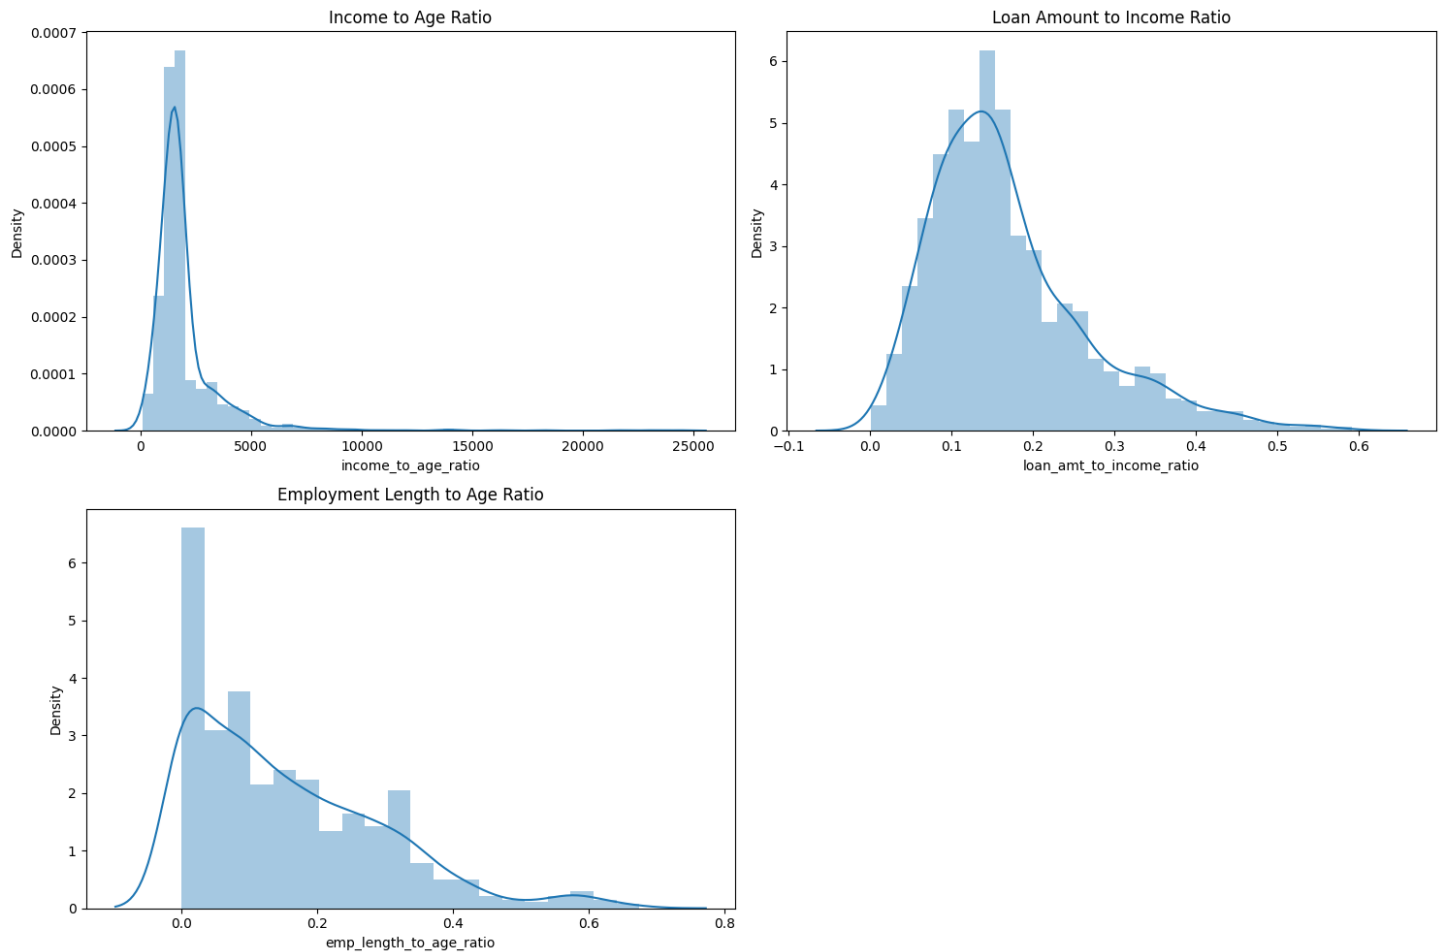 Income to Age Ratio
0.0007
0.0006
0.0005
0.0004
0.0003
0.0002
0.0001
0.0000
Density
0 5000 10000 15000 20000 25000
income_to_age_ratio
Loan Amount to Income Ratio
6
5
4
3
2
1
0
Density
−0.1 0.0 0.1 0.2 0.3 0.4 0.5 0.6
loan_amt_to_income_ratio
Employment Length to Age Ratio
6
5
4
3
2
1
0
Density
0.0 0.2 0.4 0.6 0.8
emp_length_to_age_ratio